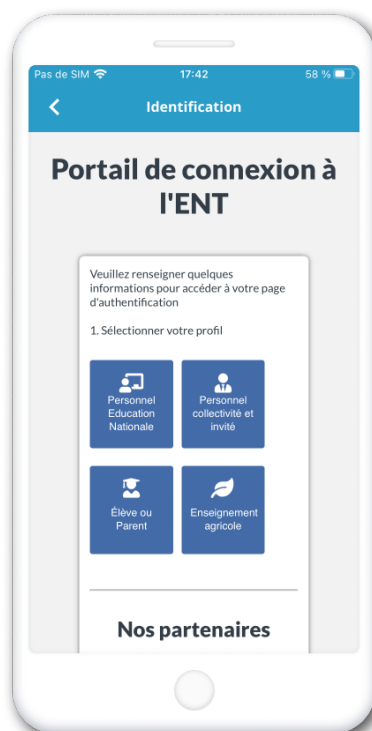 Pas de SIM 17:42 58 %
Identification
Portail de connexion à
l'ENT
Veuillez renseigner quelques
informations pour accéder à votre page
d'authentification
1. Sélectionner votre profil
Personnel
Education
Nationale
Personnel
collectivité et
invité
Élève ou
Parent
Enseignement
agricole
Nos partenaires